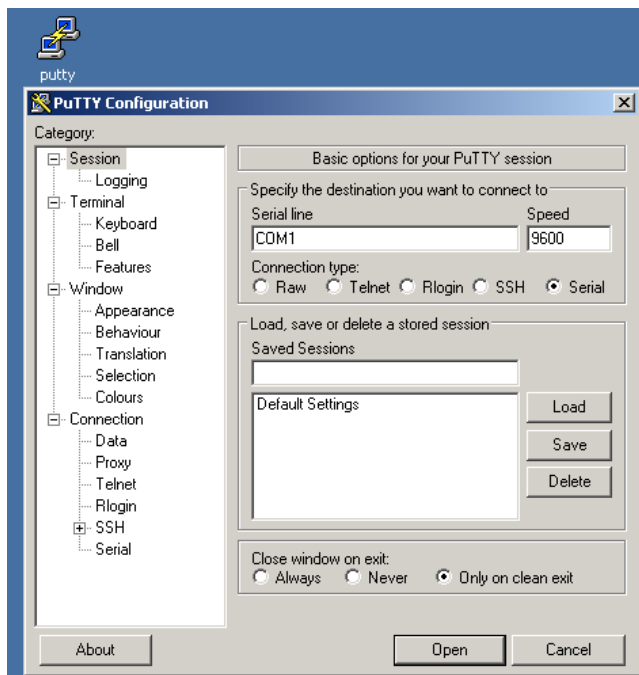 putty
PuTTY Configuration
Category:
Session
Logging
Terminal
Keyboard
Bell
Features
Window
Appearance
Behaviour
Translation
Selection
Colours
Connection
Data
Proxy
Telnet
Rlogin
SSH
Serial
Basic options for your PuTTY session
Specify the destination you want to connect to
Serial line Speed
COM1 9600
Connection type:
Raw Telnet Rlogin SSH Serial
Load, save or delete a stored session
Saved Sessions
Default Settings
Load
Save
Delete
Close window on exit:
Always Never Only on clean exit
About Open Cancel